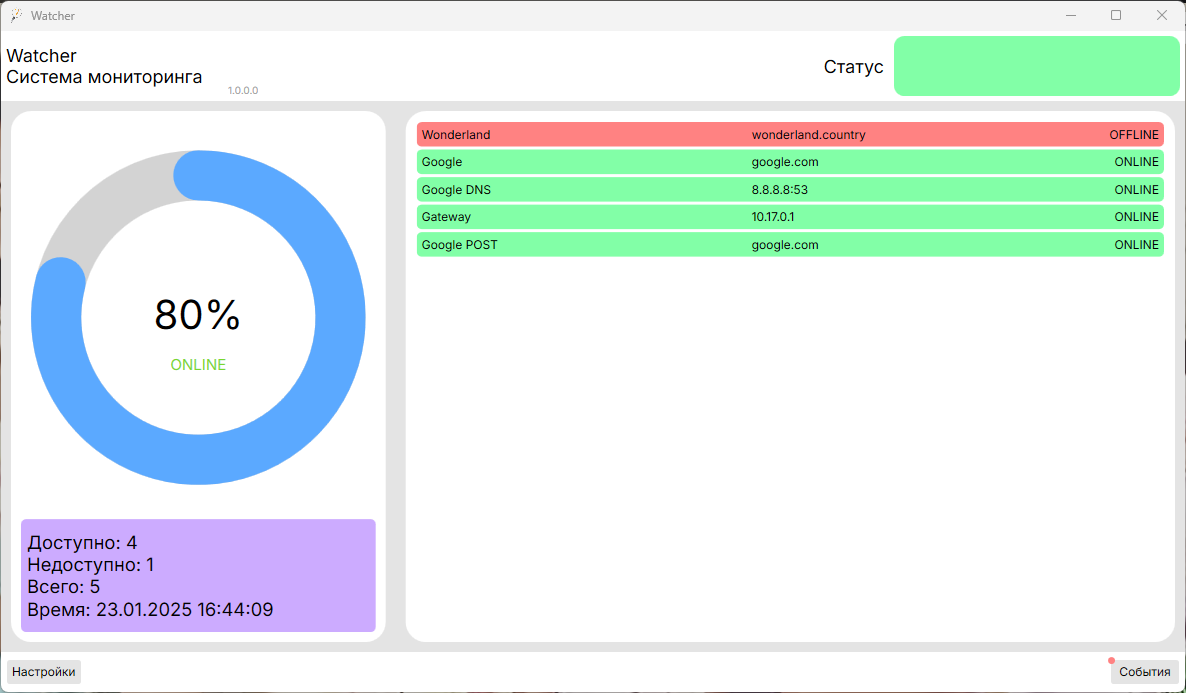 Watcher
Watcher
Система мониторинга
1.0.0.0
Статус
80%
ONLINE
Доступно: 4
Недоступно: 1
Всего: 5
Время: 23.01.2025 16:44:09
Wonderland wonderland.country OFFLINE
Google google.com ONLINE
Google DNS 8.8.8.8:53 ONLINE
Gateway 10.17.0.1 ONLINE
Google POST google.com ONLINE
Настройки
События